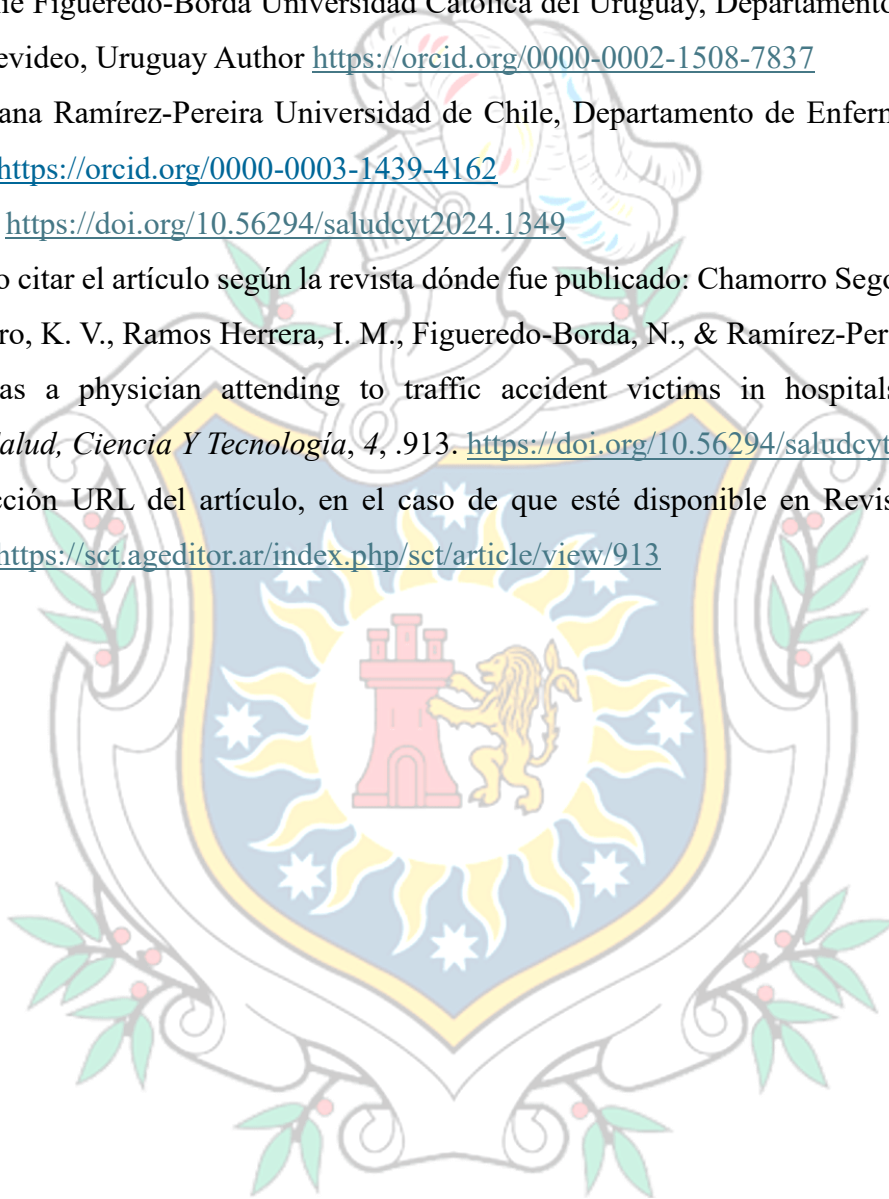 ie Figueredo-Borda Universidad Católica del Uruguay, Departamento
evideo, Uruguay Author https://orcid.org/0000-0002-1508-7837
ana Ramírez-Pereira Universidad de Chile, Departamento de Enferm
https://orcid.org/0000-0003-1439-4162
https://doi.org/10.56294/saludcyt2024.1349
o citar el artículo según la revista dónde fue publicado: Chamorro Sego
ro, K. V., Ramos Herrera, I. M., Figueredo-Borda, N., & Ramírez-Per
as a physician attending to traffic accident victims in hospitals
alud, Ciencia Y Tecnología, 4, .913. https://doi.org/10.56294/saludcyt
cción URL del artículo, en el caso de que esté disponible en Revis
https://sct.ageditor.ar/index.php/sct/article/view/913